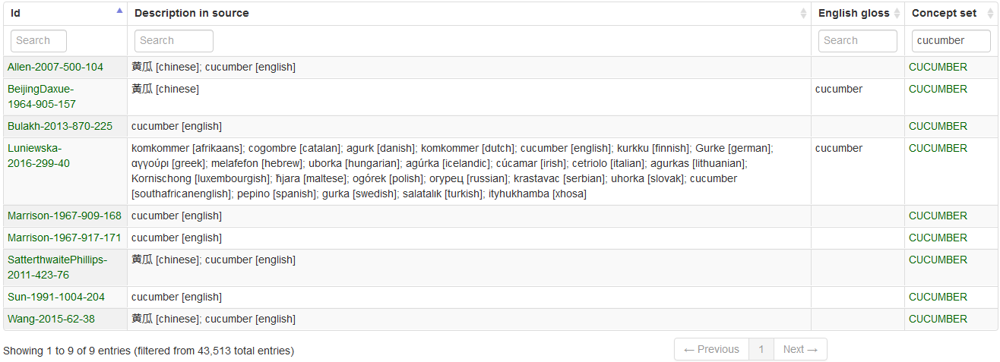 Id Description in source English gloss Concept set
Search Search Search cucumber
Allen-2007-500-104 黄瓜 [chinese]; cucumber [english] CUCUMBER
BeijingDaxue- 黃瓜 [chinese] cucumber CUCUMBER
1964-905-157
Bulakh-2013-870-225 cucumber [english] CUCUMBER
Luniewska- komkommer [afrikaans]; cogombre [catalan]; agurk [danish]; komkommer [dutch]; cucumber [english]; kurkku [finnish]; Gurke [german]; cucumber CUCUMBER
2016-299-40 αγγούρι [greek]; melafefon [hebrew]; uborka [hungarian]; agúrka [icelandic]; cúcamar [irish]; cetriolo [italian]; agurkas [lithuanian];
Kornischong [luxembourgish]; ħjara [maltese]; ogórek [polish]; огурец [russian]; krastavac [serbian]; uhorka [slovak]; cucumber
[southafricanenglish]; pepino [spanish]; gurka [swedish]; salatalık [turkish]; ityhukhamba [xhosa]
Marrison-1967-909-168 cucumber [english] CUCUMBER
Marrison-1967-917-171 cucumber [english] CUCUMBER
SatterthwaitePhillips- 黄瓜 [chinese]; cucumber [english] CUCUMBER
2011-423-76
Sun-1991-1004-204 cucumber [english] CUCUMBER
Wang-2015-62-38 黄瓜 [chinese]; cucumber [english] CUCUMBER
Showing 1 to 9 of 9 entries (filtered from 43,513 total entries) ← Previous 1 Next →